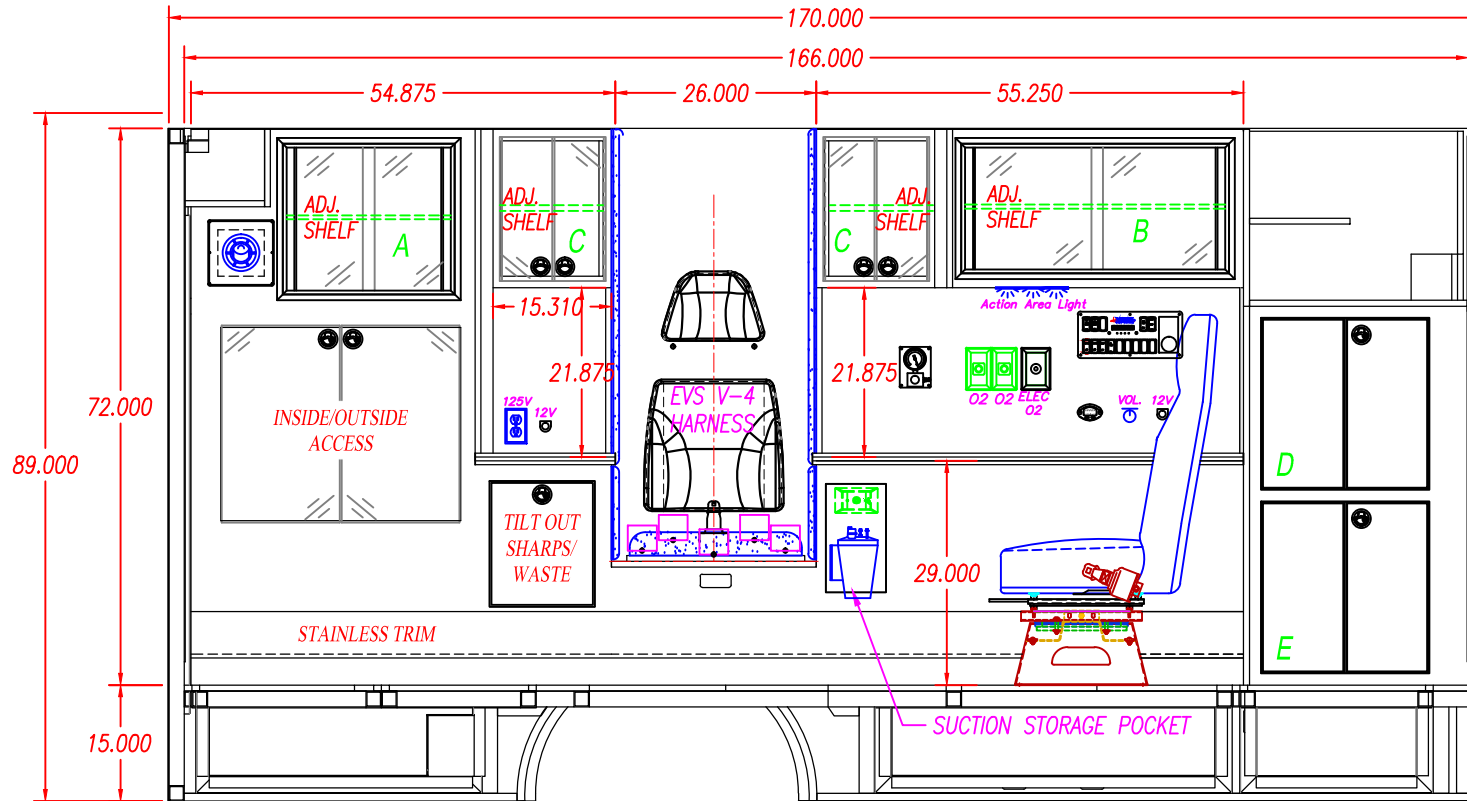 170.000
166.000
54.875
26.000
55.250
ADJ.
SHELF
A
ADJ.
SHELF
C
C
ADJ.
SHELF
ADJ.
SHELF
B
Action Area Light
15.310
21.875
21.875
EVS V-4
HARNESS
O2 O2 ELEC
O2
VOL. 12V
125V 12V
INSIDE/OUTSIDE
ACCESS
72.000
89.000
D
TILT OUT
SHARPS/
WASTE
29.000
STAINLESS TRIM
E
SUCTION STORAGE POCKET
15.000